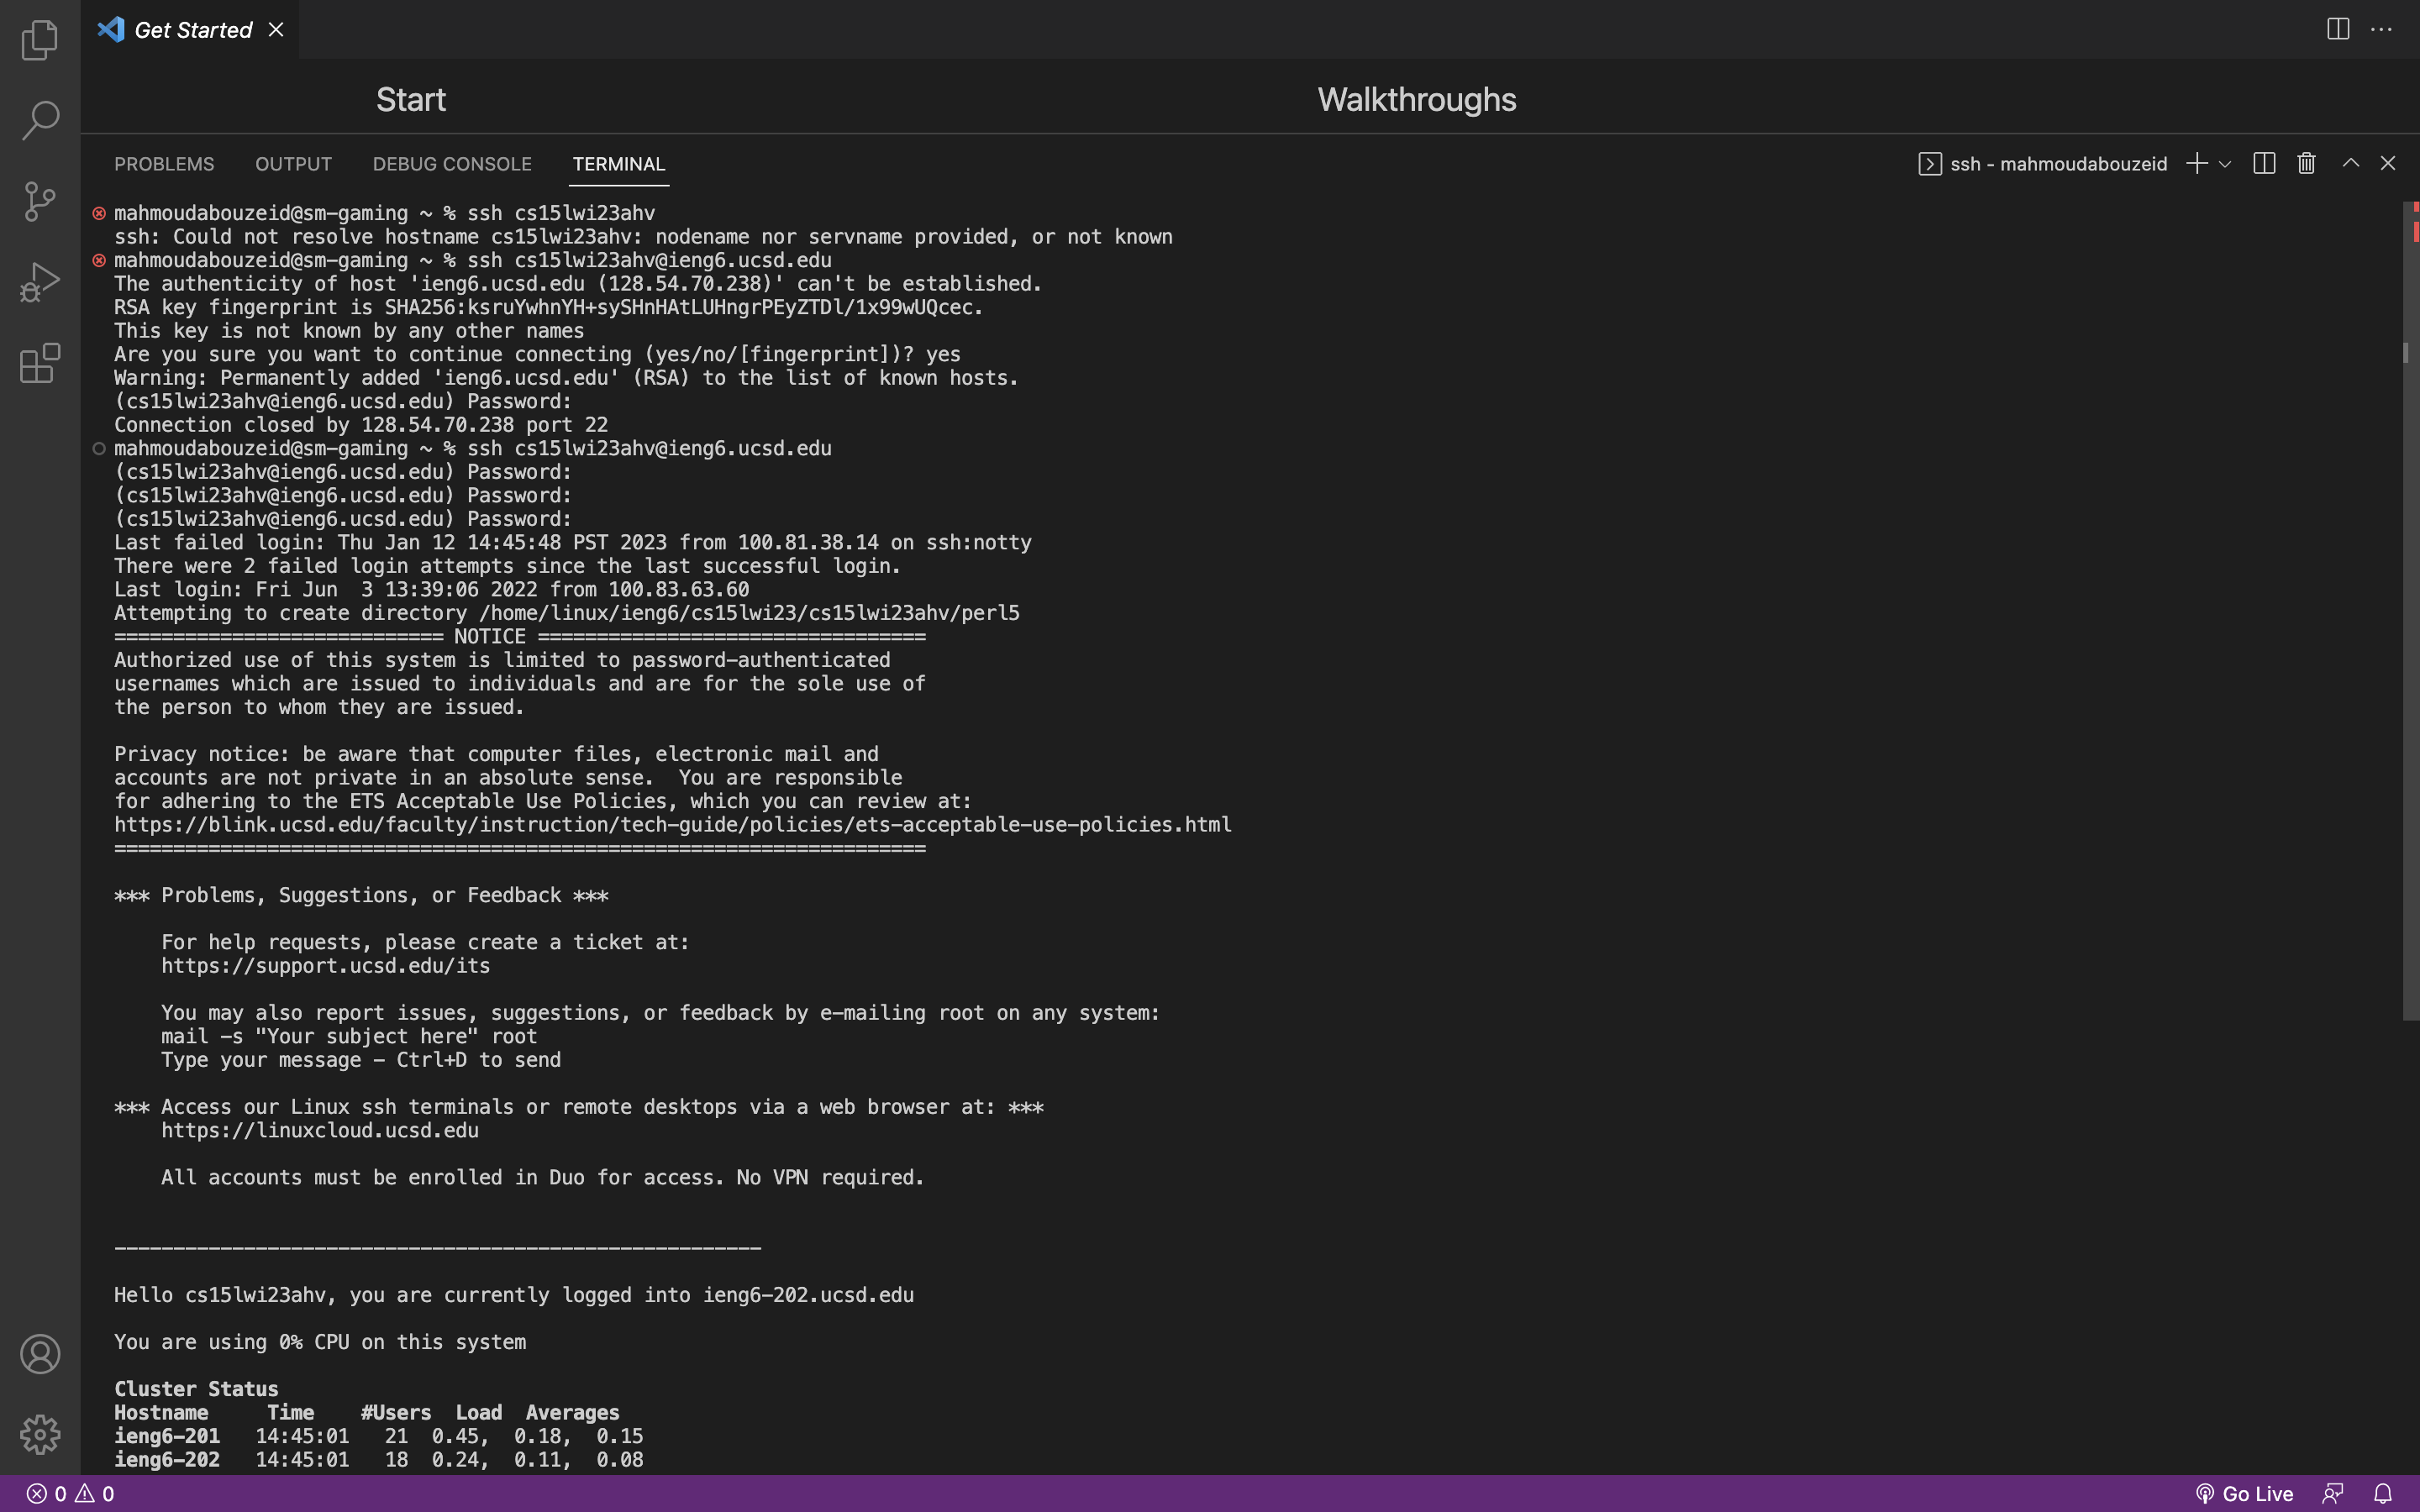 Get Started
Start
Walkthroughs
PROBLEMS OUTPUT DEBUG CONSOLE TERMINAL
ssh - mahmoudabouzeid
mahmoudabouzeid@sm-gaming ~ % ssh cs15lwi23ahv
ssh: Could not resolve hostname cs15lwi23ahv: nodename nor servname provided, or not known
mahmoudabouzeid@sm-gaming ~ % ssh cs15lwi23ahv@ieng6.ucsd.edu
The authenticity of host 'ieng6.ucsd.edu (128.54.70.238)' can't be established.
RSA key fingerprint is SHA256:ksruYwhnYH+sySHnHAtLUHngrPEyZTDl/1x99wUQcec.
This key is not known by any other names
Are you sure you want to continue connecting (yes/no/[fingerprint])? yes
Warning: Permanently added 'ieng6.ucsd.edu' (RSA) to the list of known hosts.
(cs15lwi23ahv@ieng6.ucsd.edu) Password:
Connection closed by 128.54.70.238 port 22
mahmoudabouzeid@sm-gaming ~ % ssh cs15lwi23ahv@ieng6.ucsd.edu
(cs15lwi23ahv@ieng6.ucsd.edu) Password:
(cs15lwi23ahv@ieng6.ucsd.edu) Password:
(cs15lwi23ahv@ieng6.ucsd.edu) Password:
Last failed login: Thu Jan 12 14:45:48 PST 2023 from 100.81.38.14 on ssh:notty
There were 2 failed login attempts since the last successful login.
Last login: Fri Jun  3 13:39:06 2022 from 100.83.63.60
Attempting to create directory /home/linux/ieng6/cs15lwi23/cs15lwi23ahv/perl5
============================ NOTICE =================================
Authorized use of this system is limited to password-authenticated
usernames which are issued to individuals and are for the sole use of
the person to whom they are issued.
Privacy notice: be aware that computer files, electronic mail and
accounts are not private in an absolute sense.  You are responsible
for adhering to the ETS Acceptable Use Policies, which you can review at:
https://blink.ucsd.edu/faculty/instruction/tech-guide/policies/ets-acceptable-use-policies.html
=====================================================================
*** Problems, Suggestions, or Feedback ***
For help requests, please create a ticket at:
https://support.ucsd.edu/its
You may also report issues, suggestions, or feedback by e-mailing root on any system:
mail -s "Your subject here" root
Type your message - Ctrl+D to send
*** Access our Linux ssh terminals or remote desktops via a web browser at: ***
https://linuxcloud.ucsd.edu
All accounts must be enrolled in Duo for access. No VPN required.
-------------------------------------------------------
Hello cs15lwi23ahv, you are currently logged into ieng6-202.ucsd.edu
You are using 0% CPU on this system
Cluster Status
Hostname     Time    #Users  Load  Averages
ieng6-201   14:45:01   21  0.45,  0.18,  0.15
ieng6-202   14:45:01   18  0.24,  0.11,  0.08
0 0
Go Live